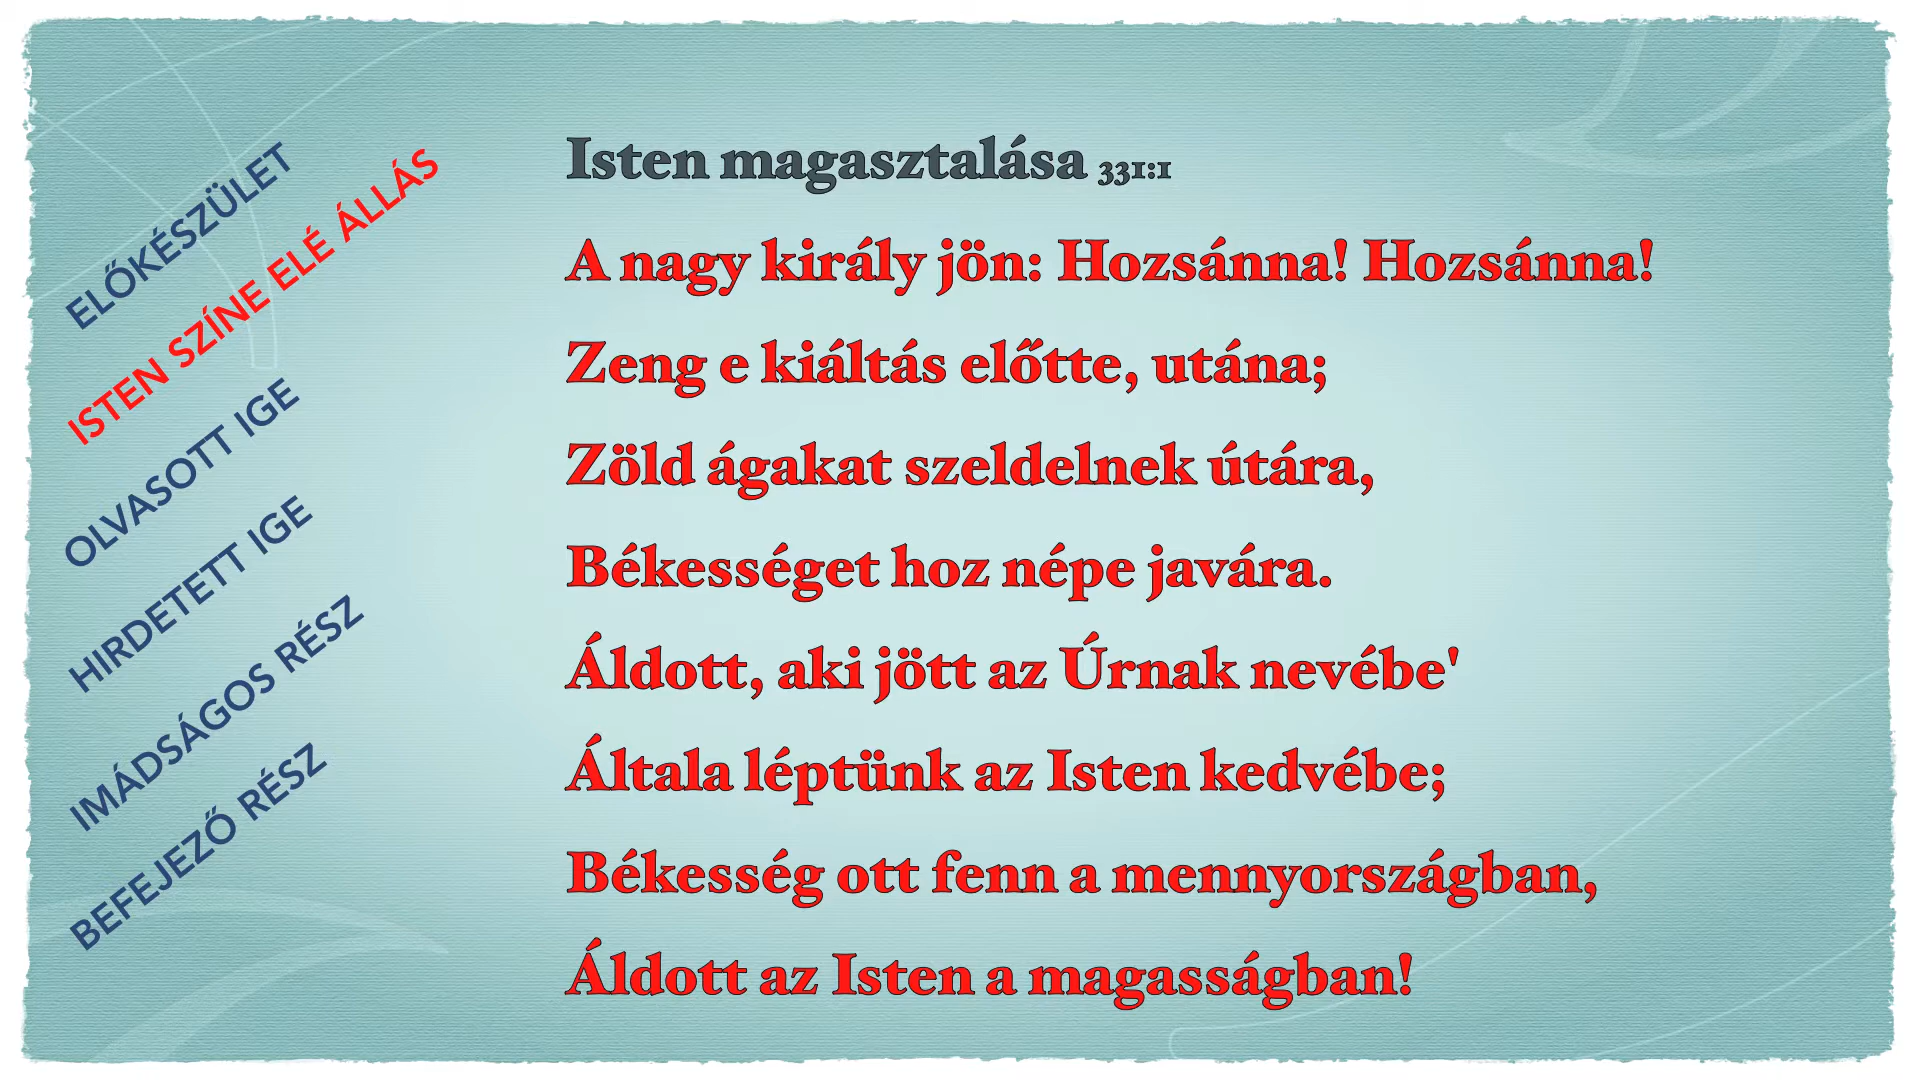 ELŐKÉSZÜLET
ISTEN SZÍNE ELÉ ÁLLÁS
OLVASOTT IGE
HIRDETETT IGE
IMÁDSÁGOS RÉSZ
BEFEJEZŐ RÉSZ
Isten magasztalása 331:1
A nagy király jön: Hozsánna! Hozsánna!
Zeng e kiáltás előtte, utána;
Zöld ágakat szeldelnek útára,
Békességet hoz népe javára.
Áldott, aki jött az Úrnak nevébe'
Általa léptünk az Isten kedvébe;
Békesség ott fenn a mennyországban,
Áldott az Isten a magasságban!